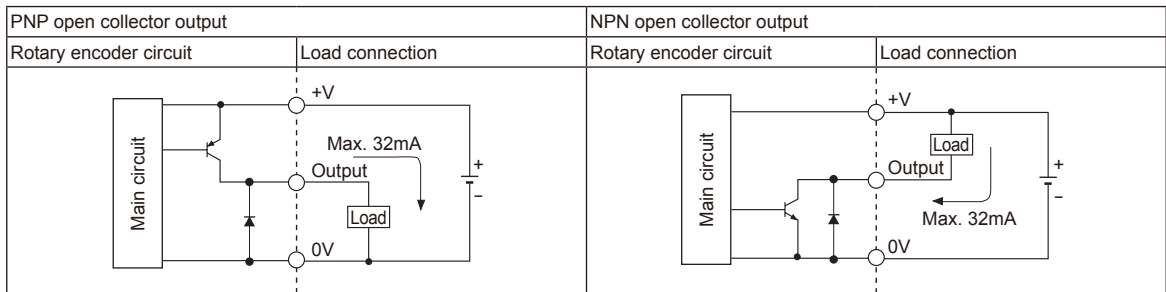 PNP open collector output
NPN open collector output
Rotary encoder circuit
Load connection
Rotary encoder circuit
Load connection
Main circuit
+V
Max. 32mA
Output
Load
0V
+
−
Main circuit
+V
Load
Output
Max. 32mA
0V
+
−